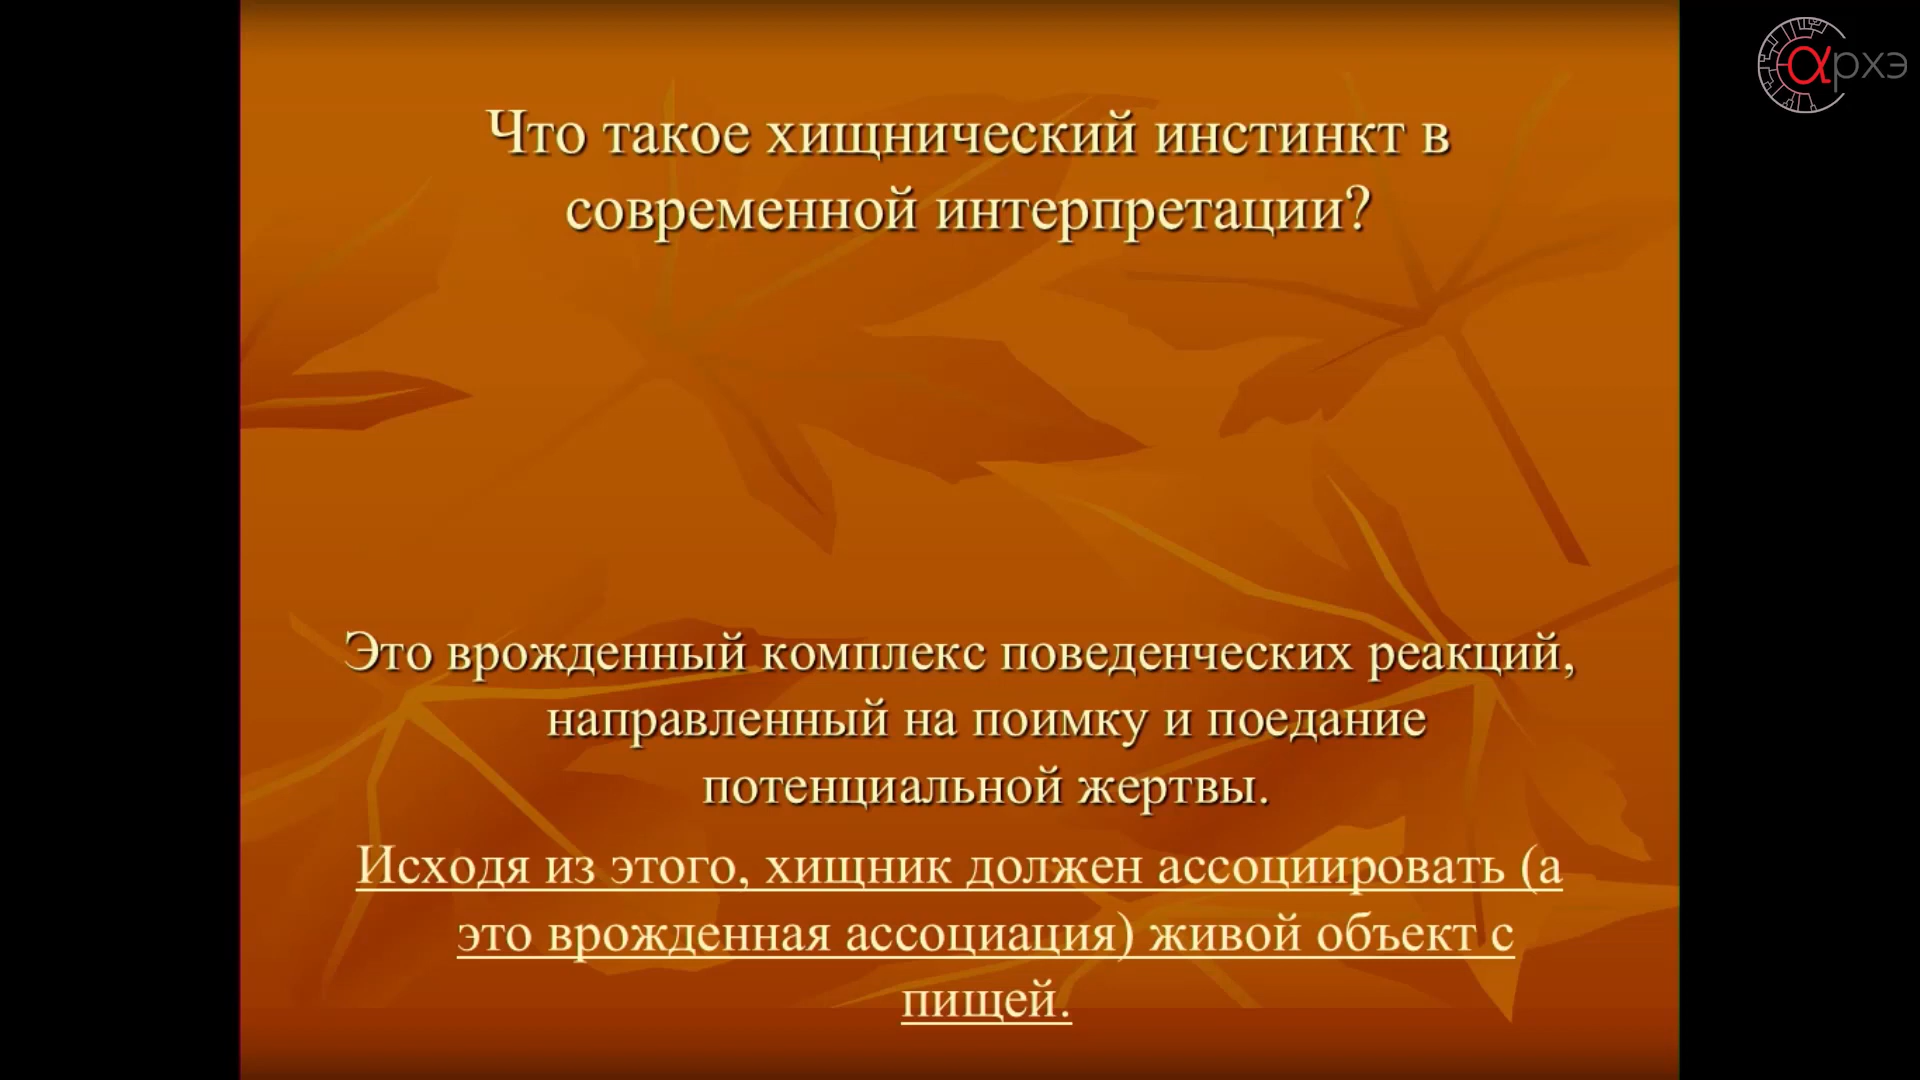 αрхэ
Что такое хищнический инстинкт в
современной интерпретации?
Это врожденный комплекс поведенческих реакций,
направленный на поимку и поедание
потенциальной жертвы.
Исходя из этого, хищник должен ассоциировать (а
это врожденная ассоциация) живой объект с
пищей.